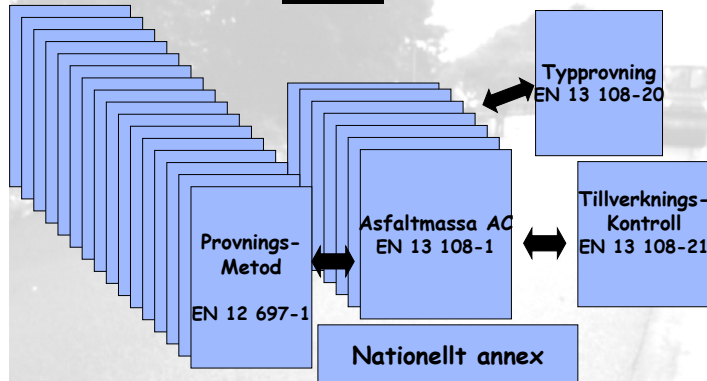 Typprovning
EN 13 108-20
Asfaltmassa AC
EN 13 108-1
Tillverknings-
Kontroll
EN 13 108-21
Provnings-
Metod
EN 12 697-1
Nationellt annex